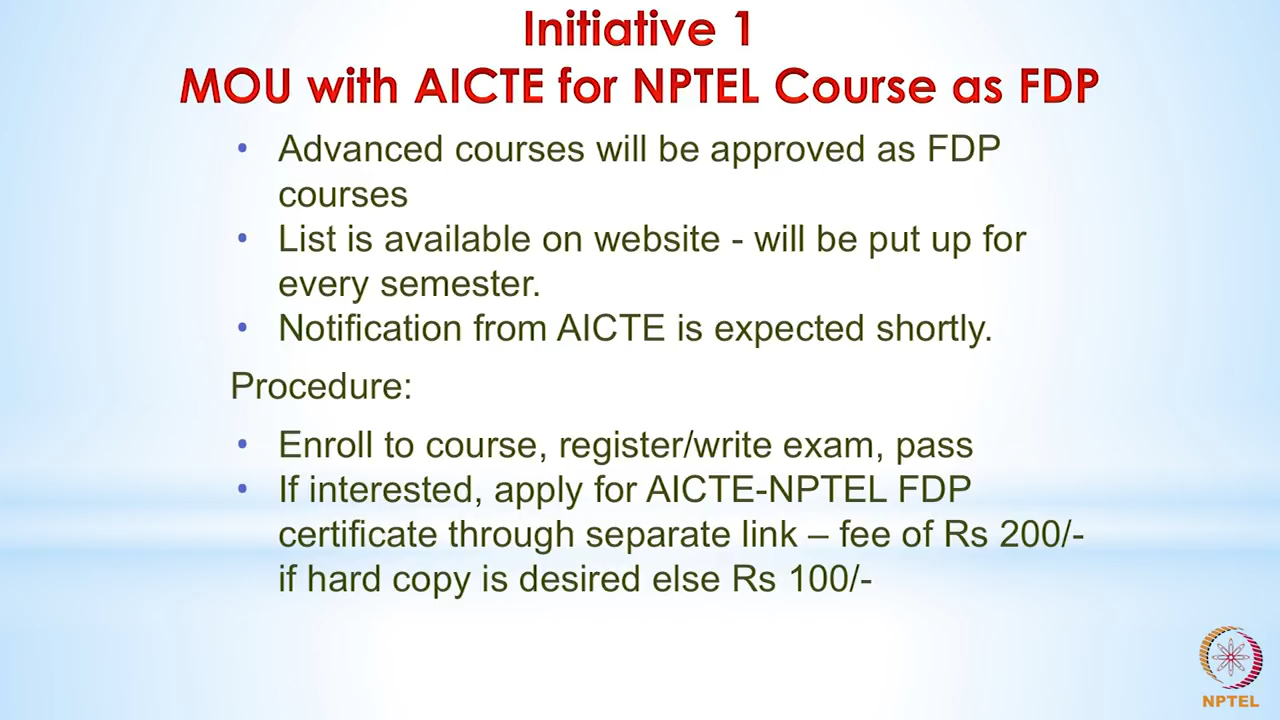 Initiative 1
MOU with AICTE for NPTEL Course as FDP
• Advanced courses will be approved as FDP
courses
• List is available on website - will be put up for
every semester.
• Notification from AICTE is expected shortly.
Procedure:
• Enroll to course, register/write exam, pass
• If interested, apply for AICTE-NPTEL FDP
certificate through separate link – fee of Rs 200/-
if hard copy is desired else Rs 100/-
NPTEL